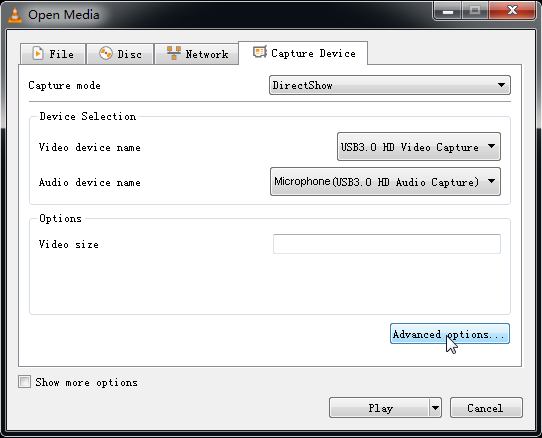 Open Media
File Disc Network Capture Device
Capture mode DirectShow
Device Selection
Video device name USB3.0 HD Video Capture
Audio device name Microphone (USB3.0 HD Audio Capture)
Options
Video size
Advanced options...
Show more options
Play Cancel